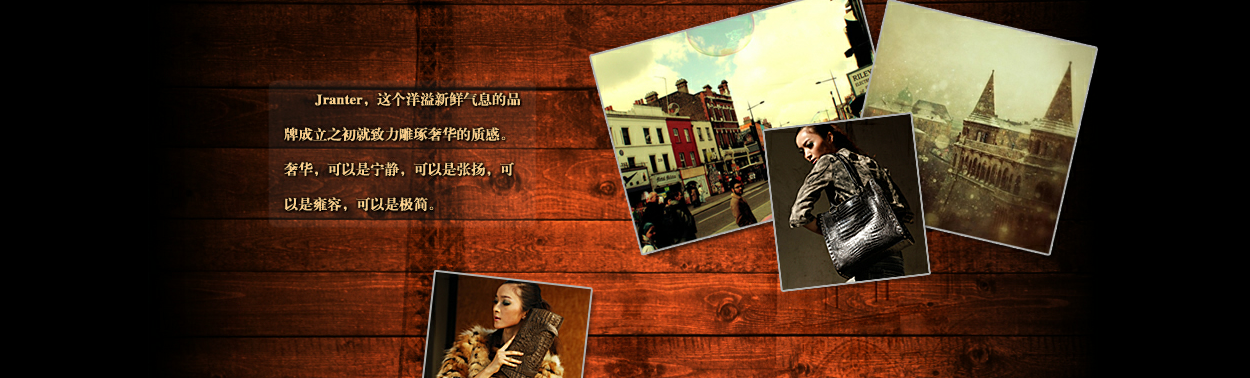 Jranter，这个洋溢新鲜气息的品
牌成立之初就致力雕琢奢华的质感。
奢华，可以是宁静，可以是张扬，可
以是雍容，可以是极简。
RILEY